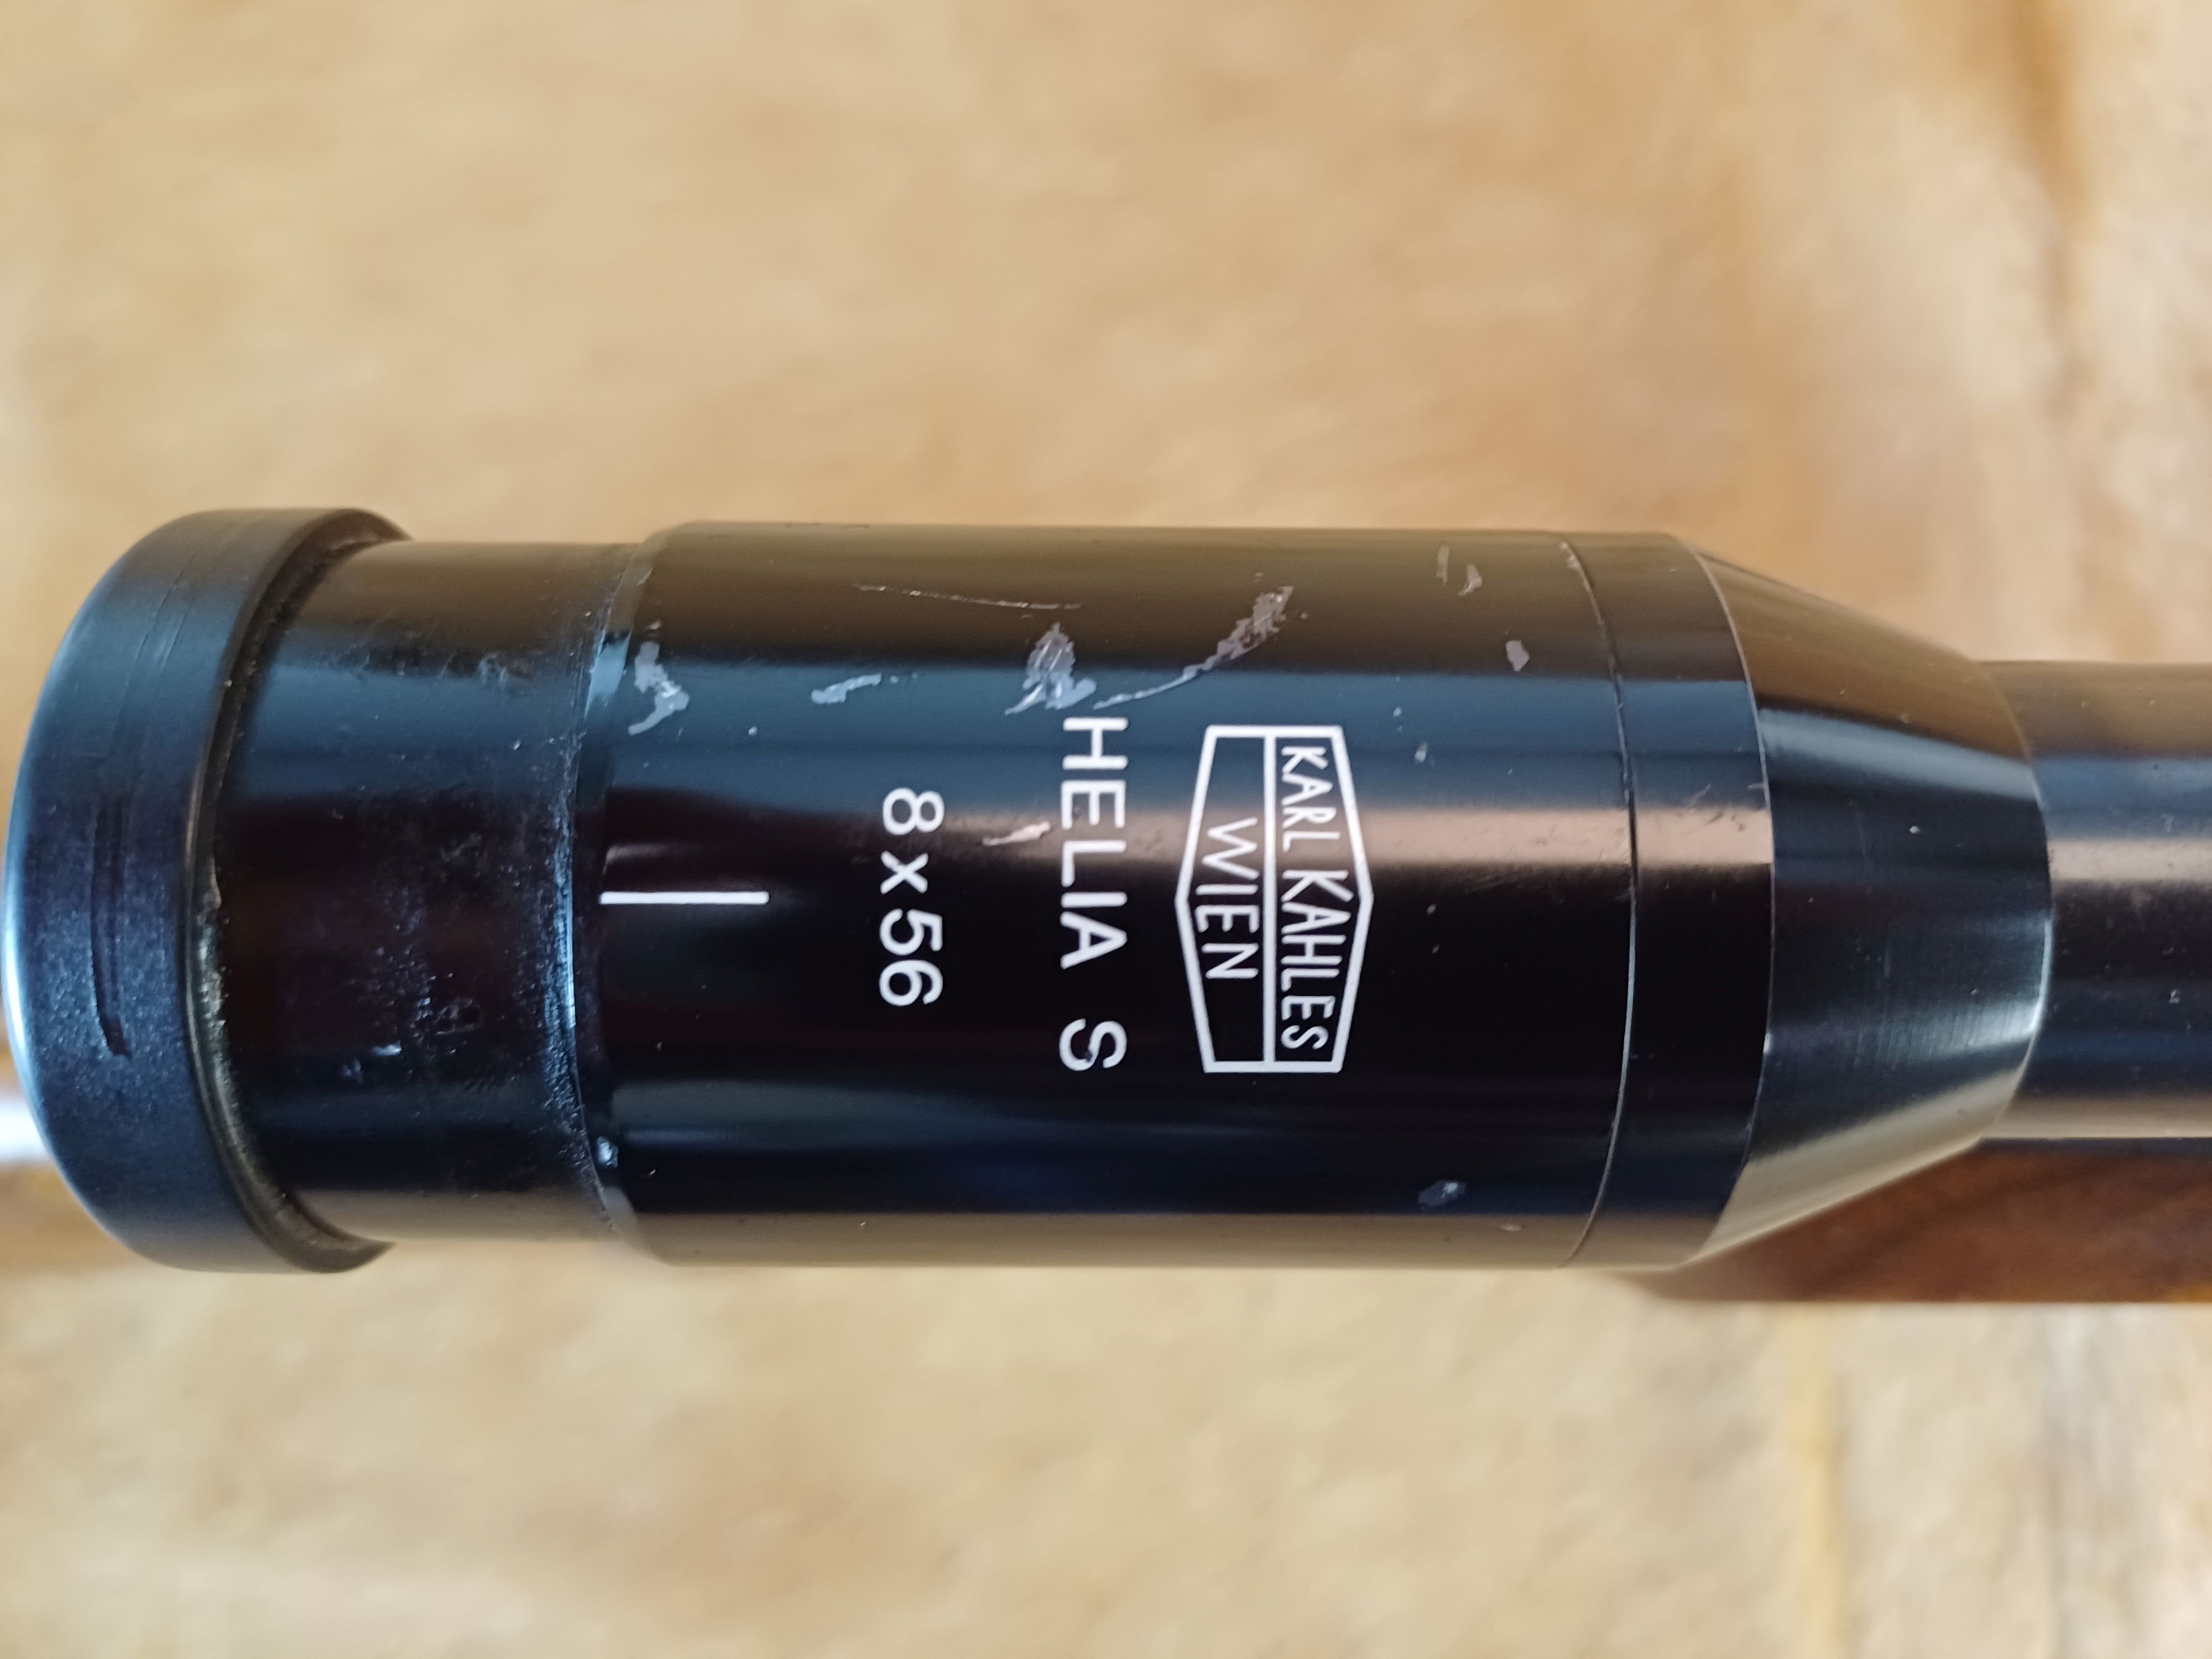 KARL KAHLES
WIEN
HELIA S
8x56